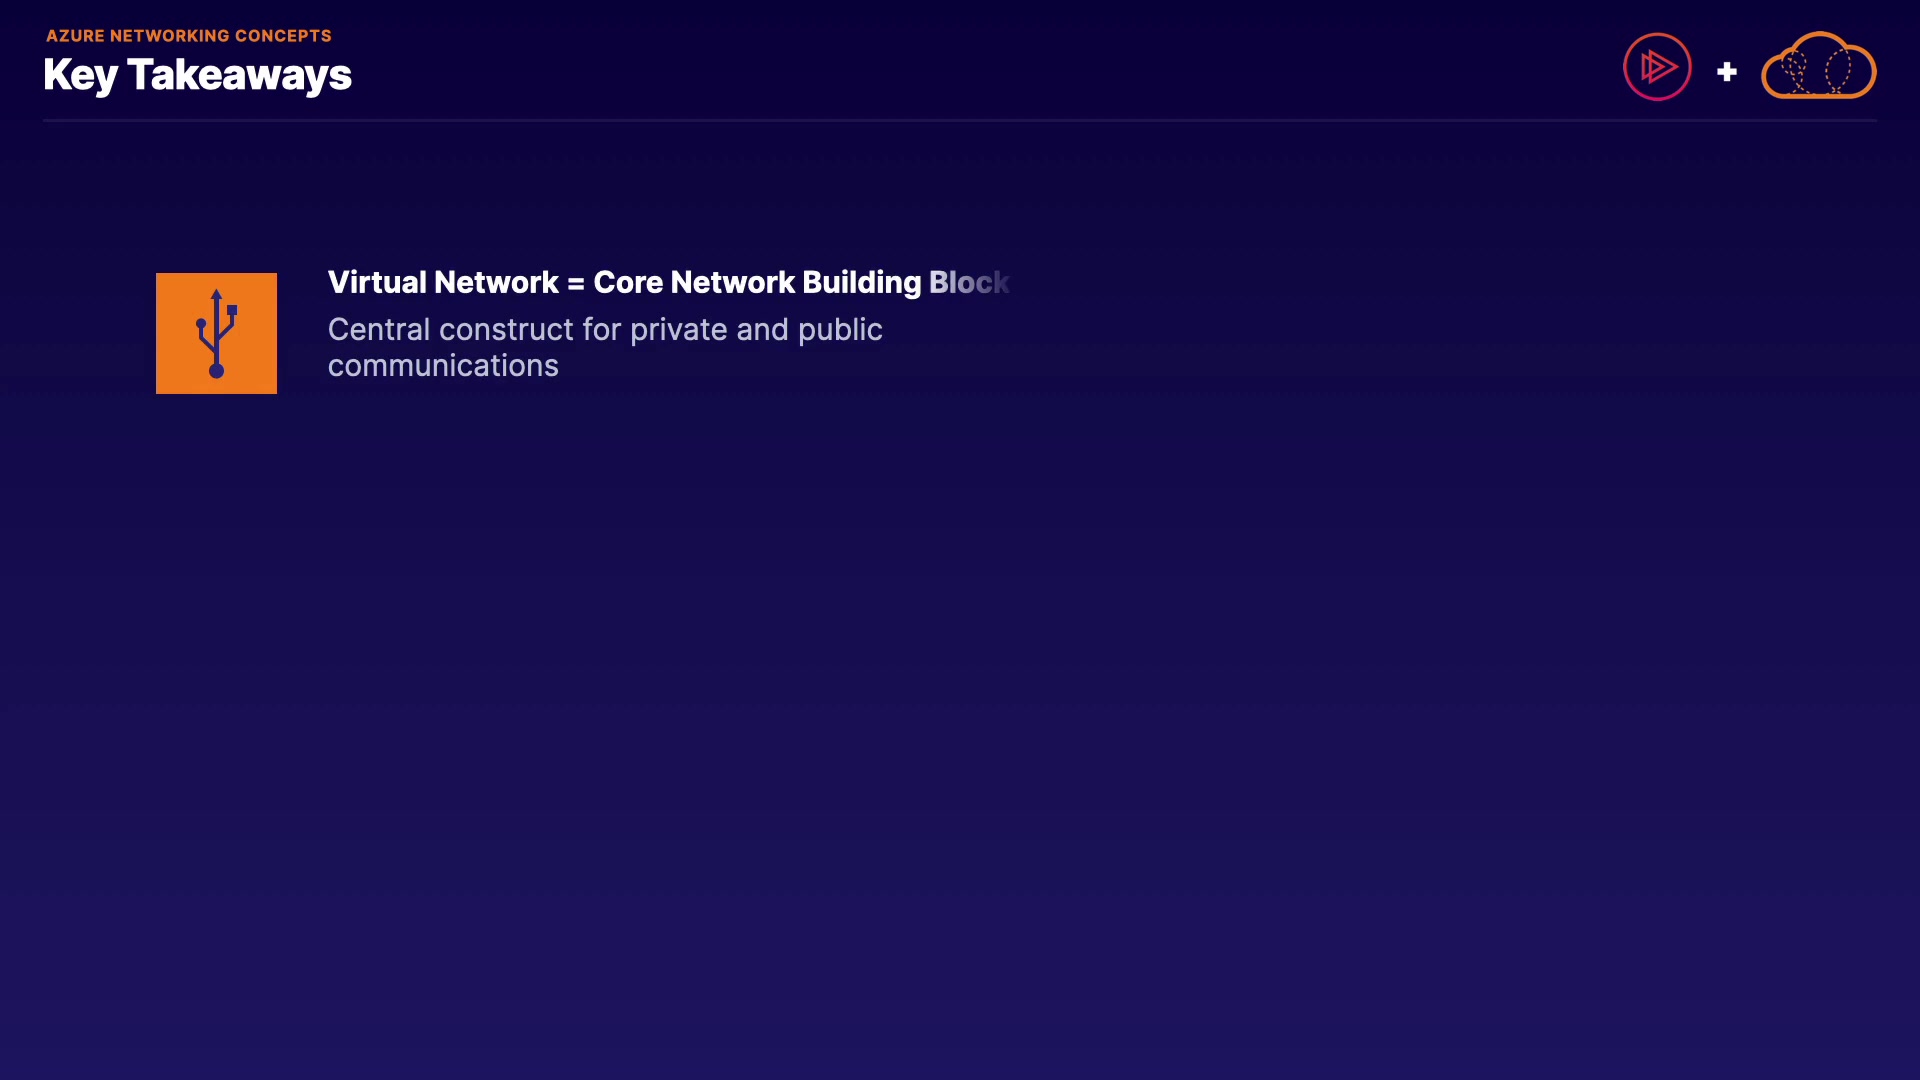 AZURE NETWORKING CONCEPTS
Key Takeaways
Virtual Network = Core Network Building Block
Central construct for private and public
communications